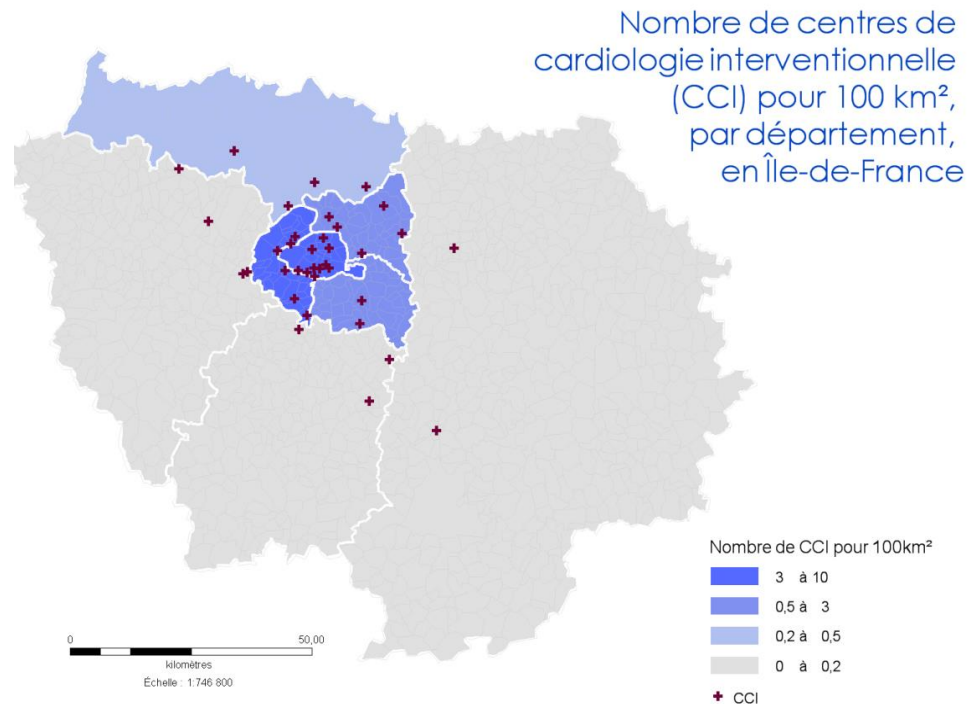 Nombre de centres de
cardiologie interventionnelle
(CCI) pour 100 km²,
par département,
en Île-de-France
Nombre de CCI pour 100km²
3 à 10
0,5 à 3
0,2 à 0,5
0 à 0,2
CCI
0 50,00
kilomètres
Échelle : 1:746 800